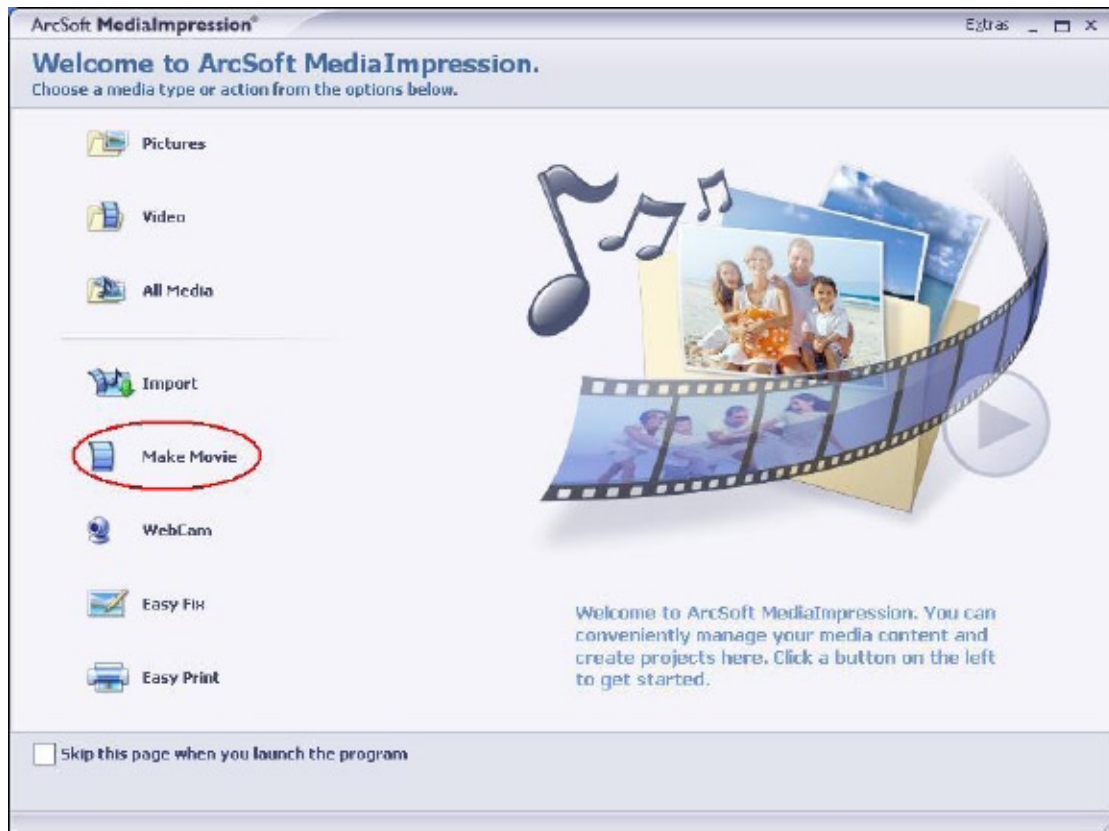 ArcSoft MediaImpression®
Extras
Welcome to ArcSoft MediaImpression.
Choose a media type or action from the options below.
Pictures
Video
All Media
Import
Make Movie
WebCam
Easy Fix
Easy Print
Welcome to ArcSoft MediaImpression. You can
conveniently manage your media content and
create projects here. Click a button on the left
to get started.
Skip this page when you launch the program